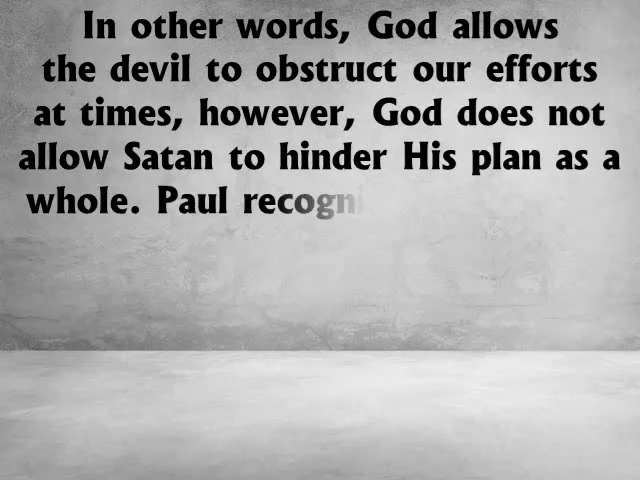 In other words, God allows
the devil to obstruct our efforts
at times, however, God does not
allow Satan to hinder His plan as a
whole. Paul